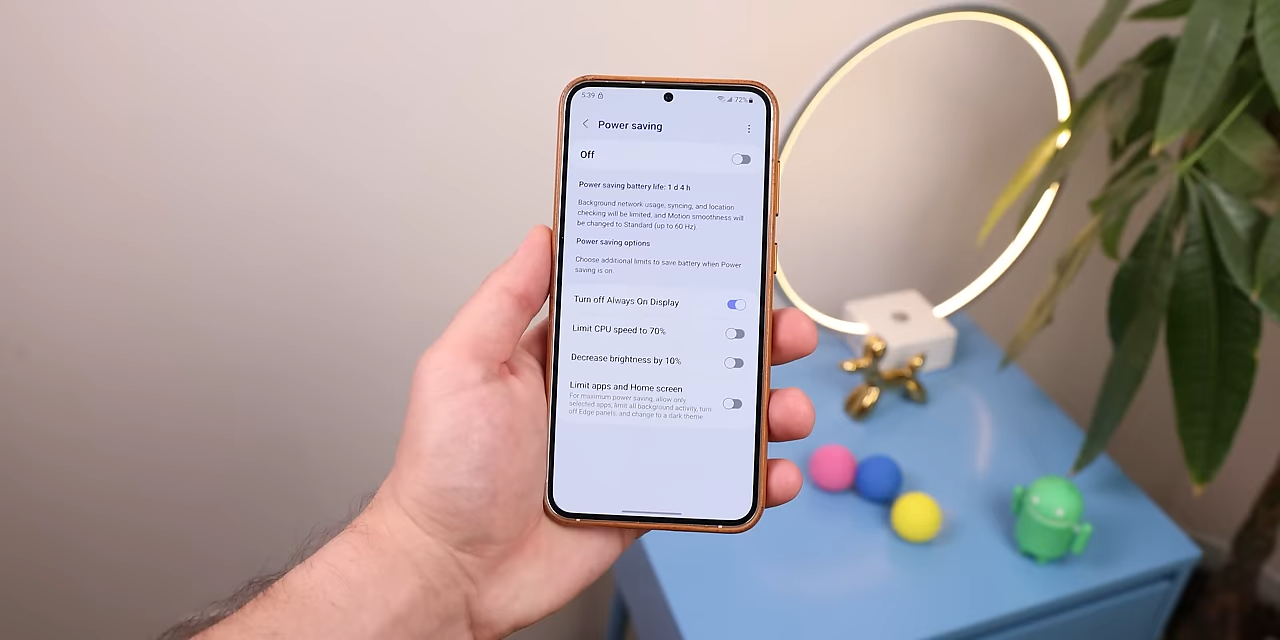 5:39
72%
Power saving
Off
Power saving battery life: 1 d 4 h
Background network usage, syncing, and location
checking will be limited, and Motion smoothness will
be changed to Standard (up to 60 Hz).
Power saving options
Choose additional limits to save battery when Power
saving is on.
Turn off Always On Display
Limit CPU speed to 70%
Decrease brightness by 10%
Limit apps and Home screen
For maximum power saving, allow only
selected apps, limit all background activity, turn
off Edge panels, and change to a dark theme.